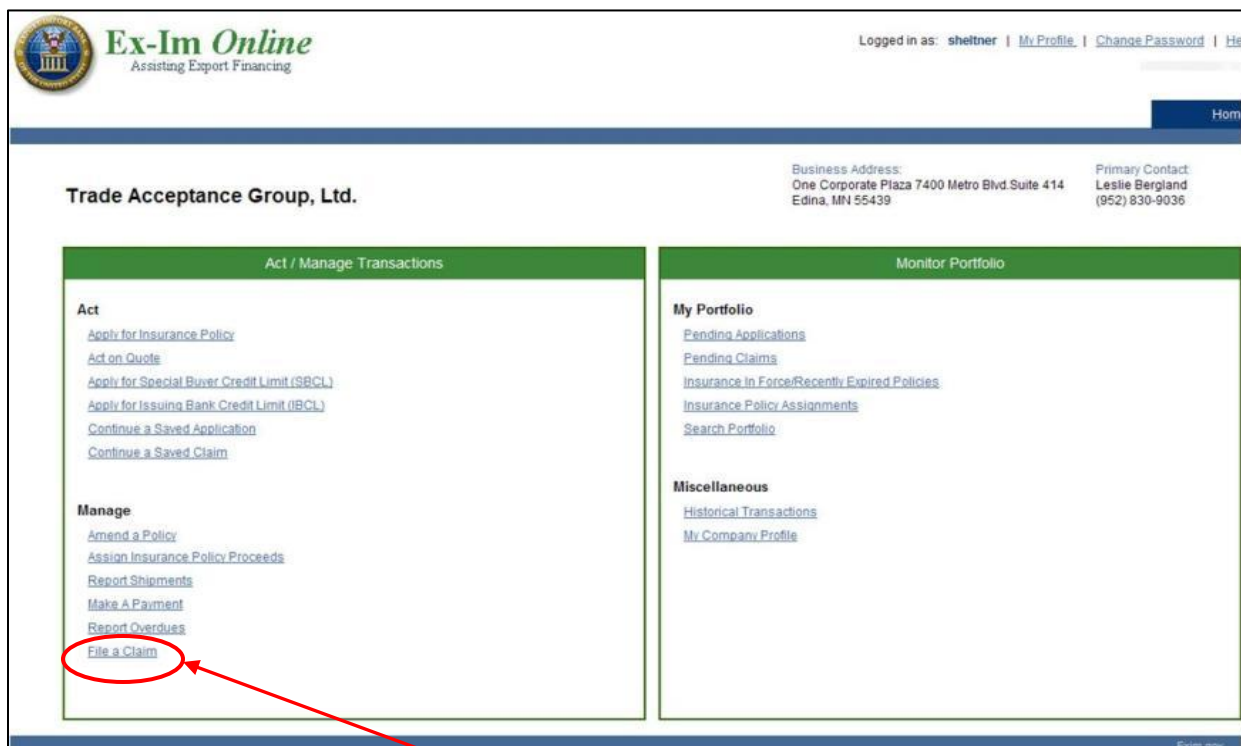 Ex-Im Online
Assisting Export Financing
Logged in as: sheltner | My Profile | Change Password | He
Hom
Trade Acceptance Group, Ltd.
Business Address:
One Corporate Plaza 7400 Metro Blvd.Suite 414
Edina, MN 55439
Primary Contact
Leslie Bergland
(952) 830-9036
Act / Manage Transactions
Act
Apply for Insurance Policy
Act on Quote
Apply for Special Buyer Credit Limit (SBCL)
Apply for Issuing Bank Credit Limit (IBCL)
Continue a Saved Application
Continue a Saved Claim
Manage
Amend a Policy
Assign Insurance Policy Proceeds
Report Shipments
Make A Payment
Report Overdues
File a Claim
Monitor Portfolio
My Portfolio
Pending Applications
Pending Claims
Insurance In Force/Recently Expired Policies
Insurance Policy Assignments
Search Portfolio
Miscellaneous
Historical Transactions
My Company Profile